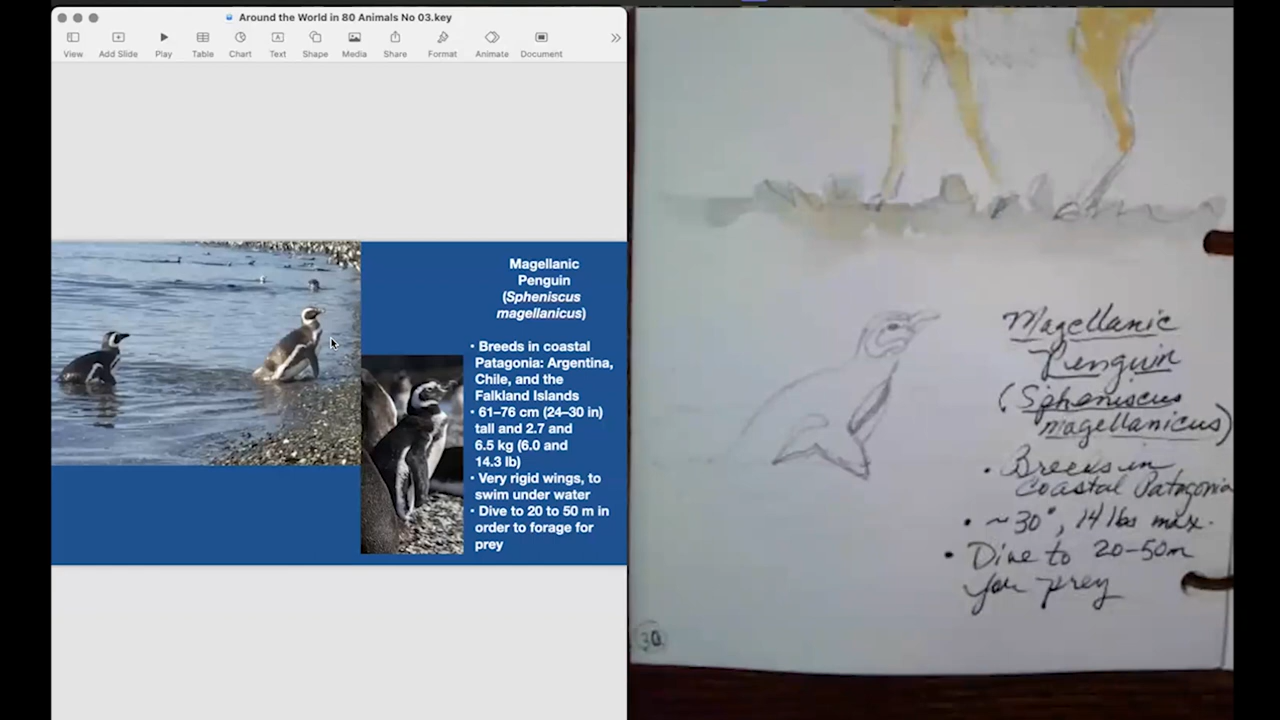 Around the World in 80 Animals No 03.key
View
Add Slide
Play
Table
Chart
Text
Shape
Media
Share
Format
Animate
Document
Magellanic
Penguin
(Spheniscus
magellanicus)
• Breeds in coastal
Patagonia: Argentina,
Chile, and the
Falkland Islands
• 61–76 cm (24–30 in)
tall and 2.7 and
6.5 kg (6.0 and
14.3 lb)
• Very rigid wings, to
swim under water
• Dive to 20 to 50 m in
order to forage for
prey
Magellanic
Penguin
(Spheniscus
magellanicus)
• Breeds in
Coastal Patagonia
• ~30", 14 lbs max.
• Dive to 20–50m
for prey
30